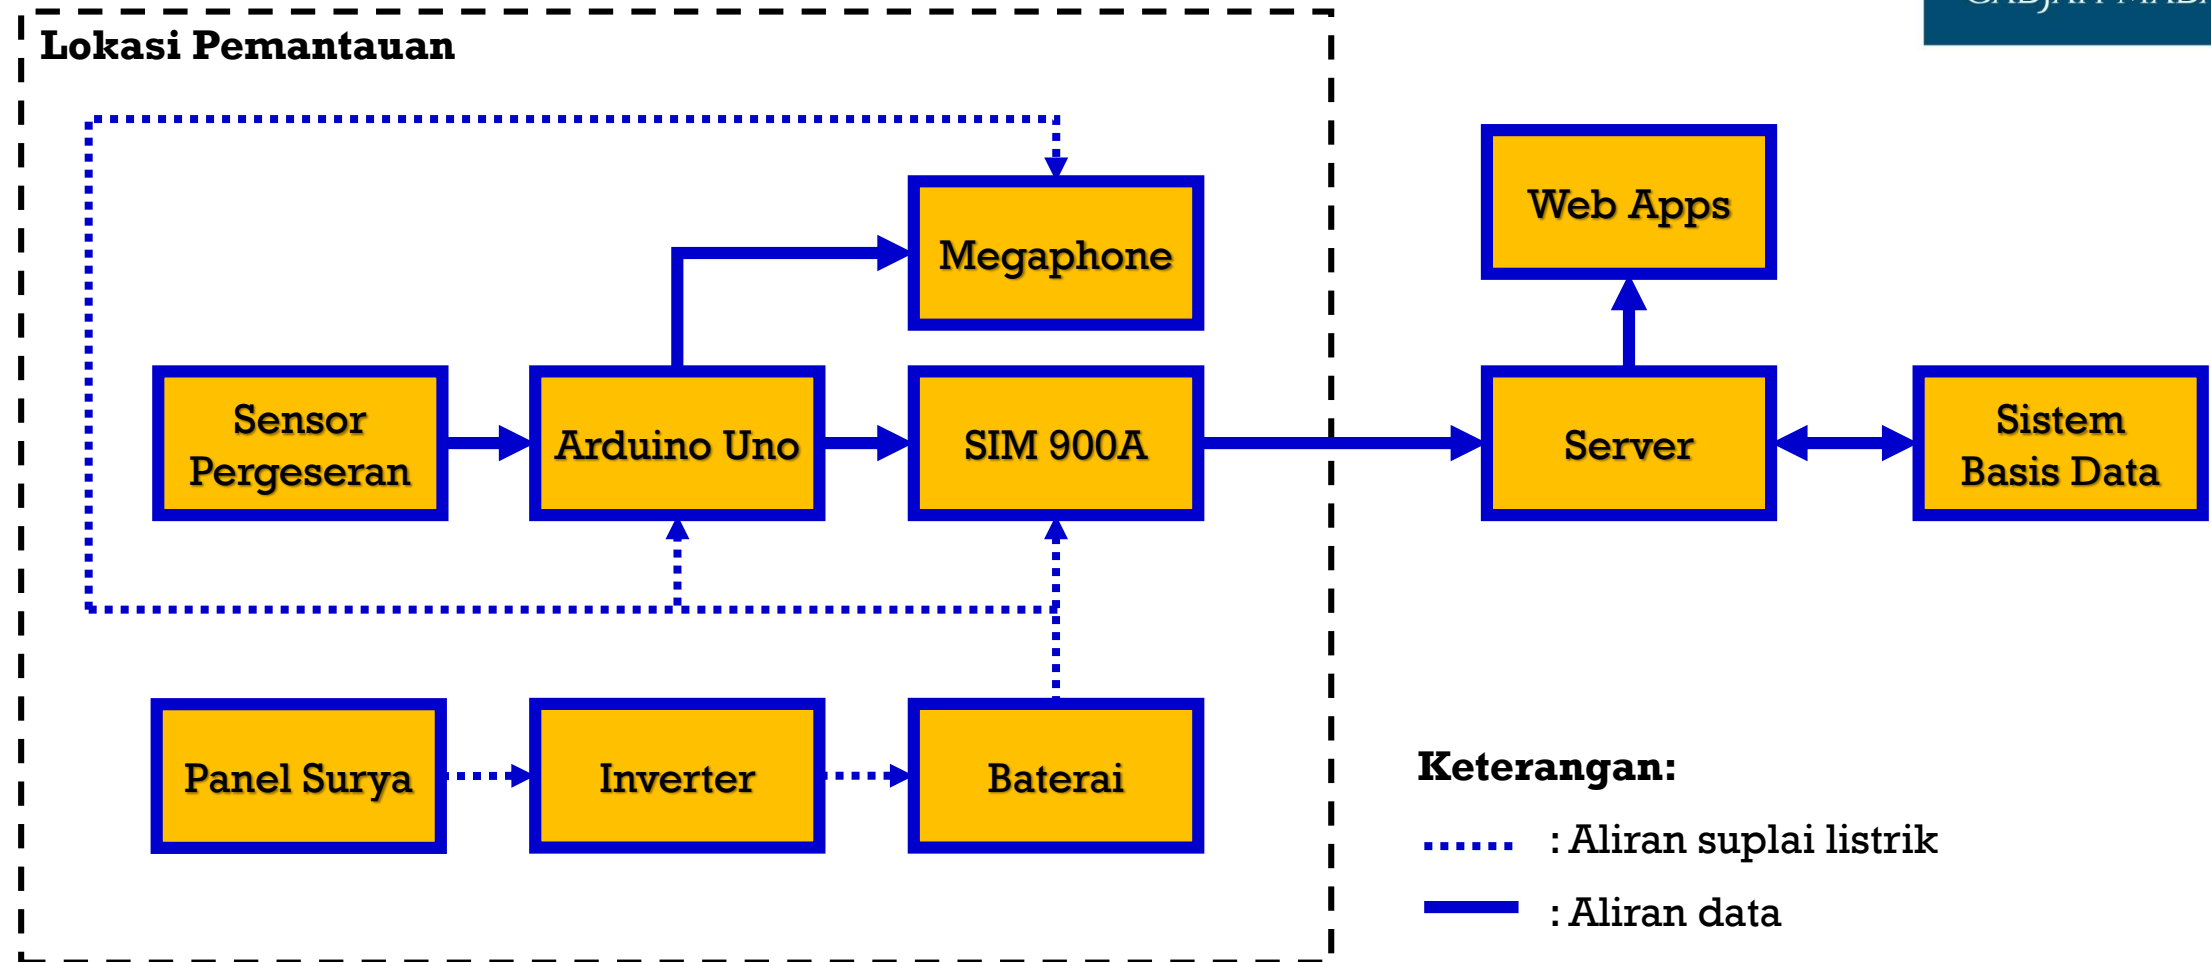 Lokasi Pemantauan
Megaphone
Web Apps
Sensor
Pergeseran
Arduino Uno
SIM 900A
Server
Sistem
Basis Data
Panel Surya
Inverter
Baterai
Keterangan:
: Aliran suplai listrik
: Aliran data